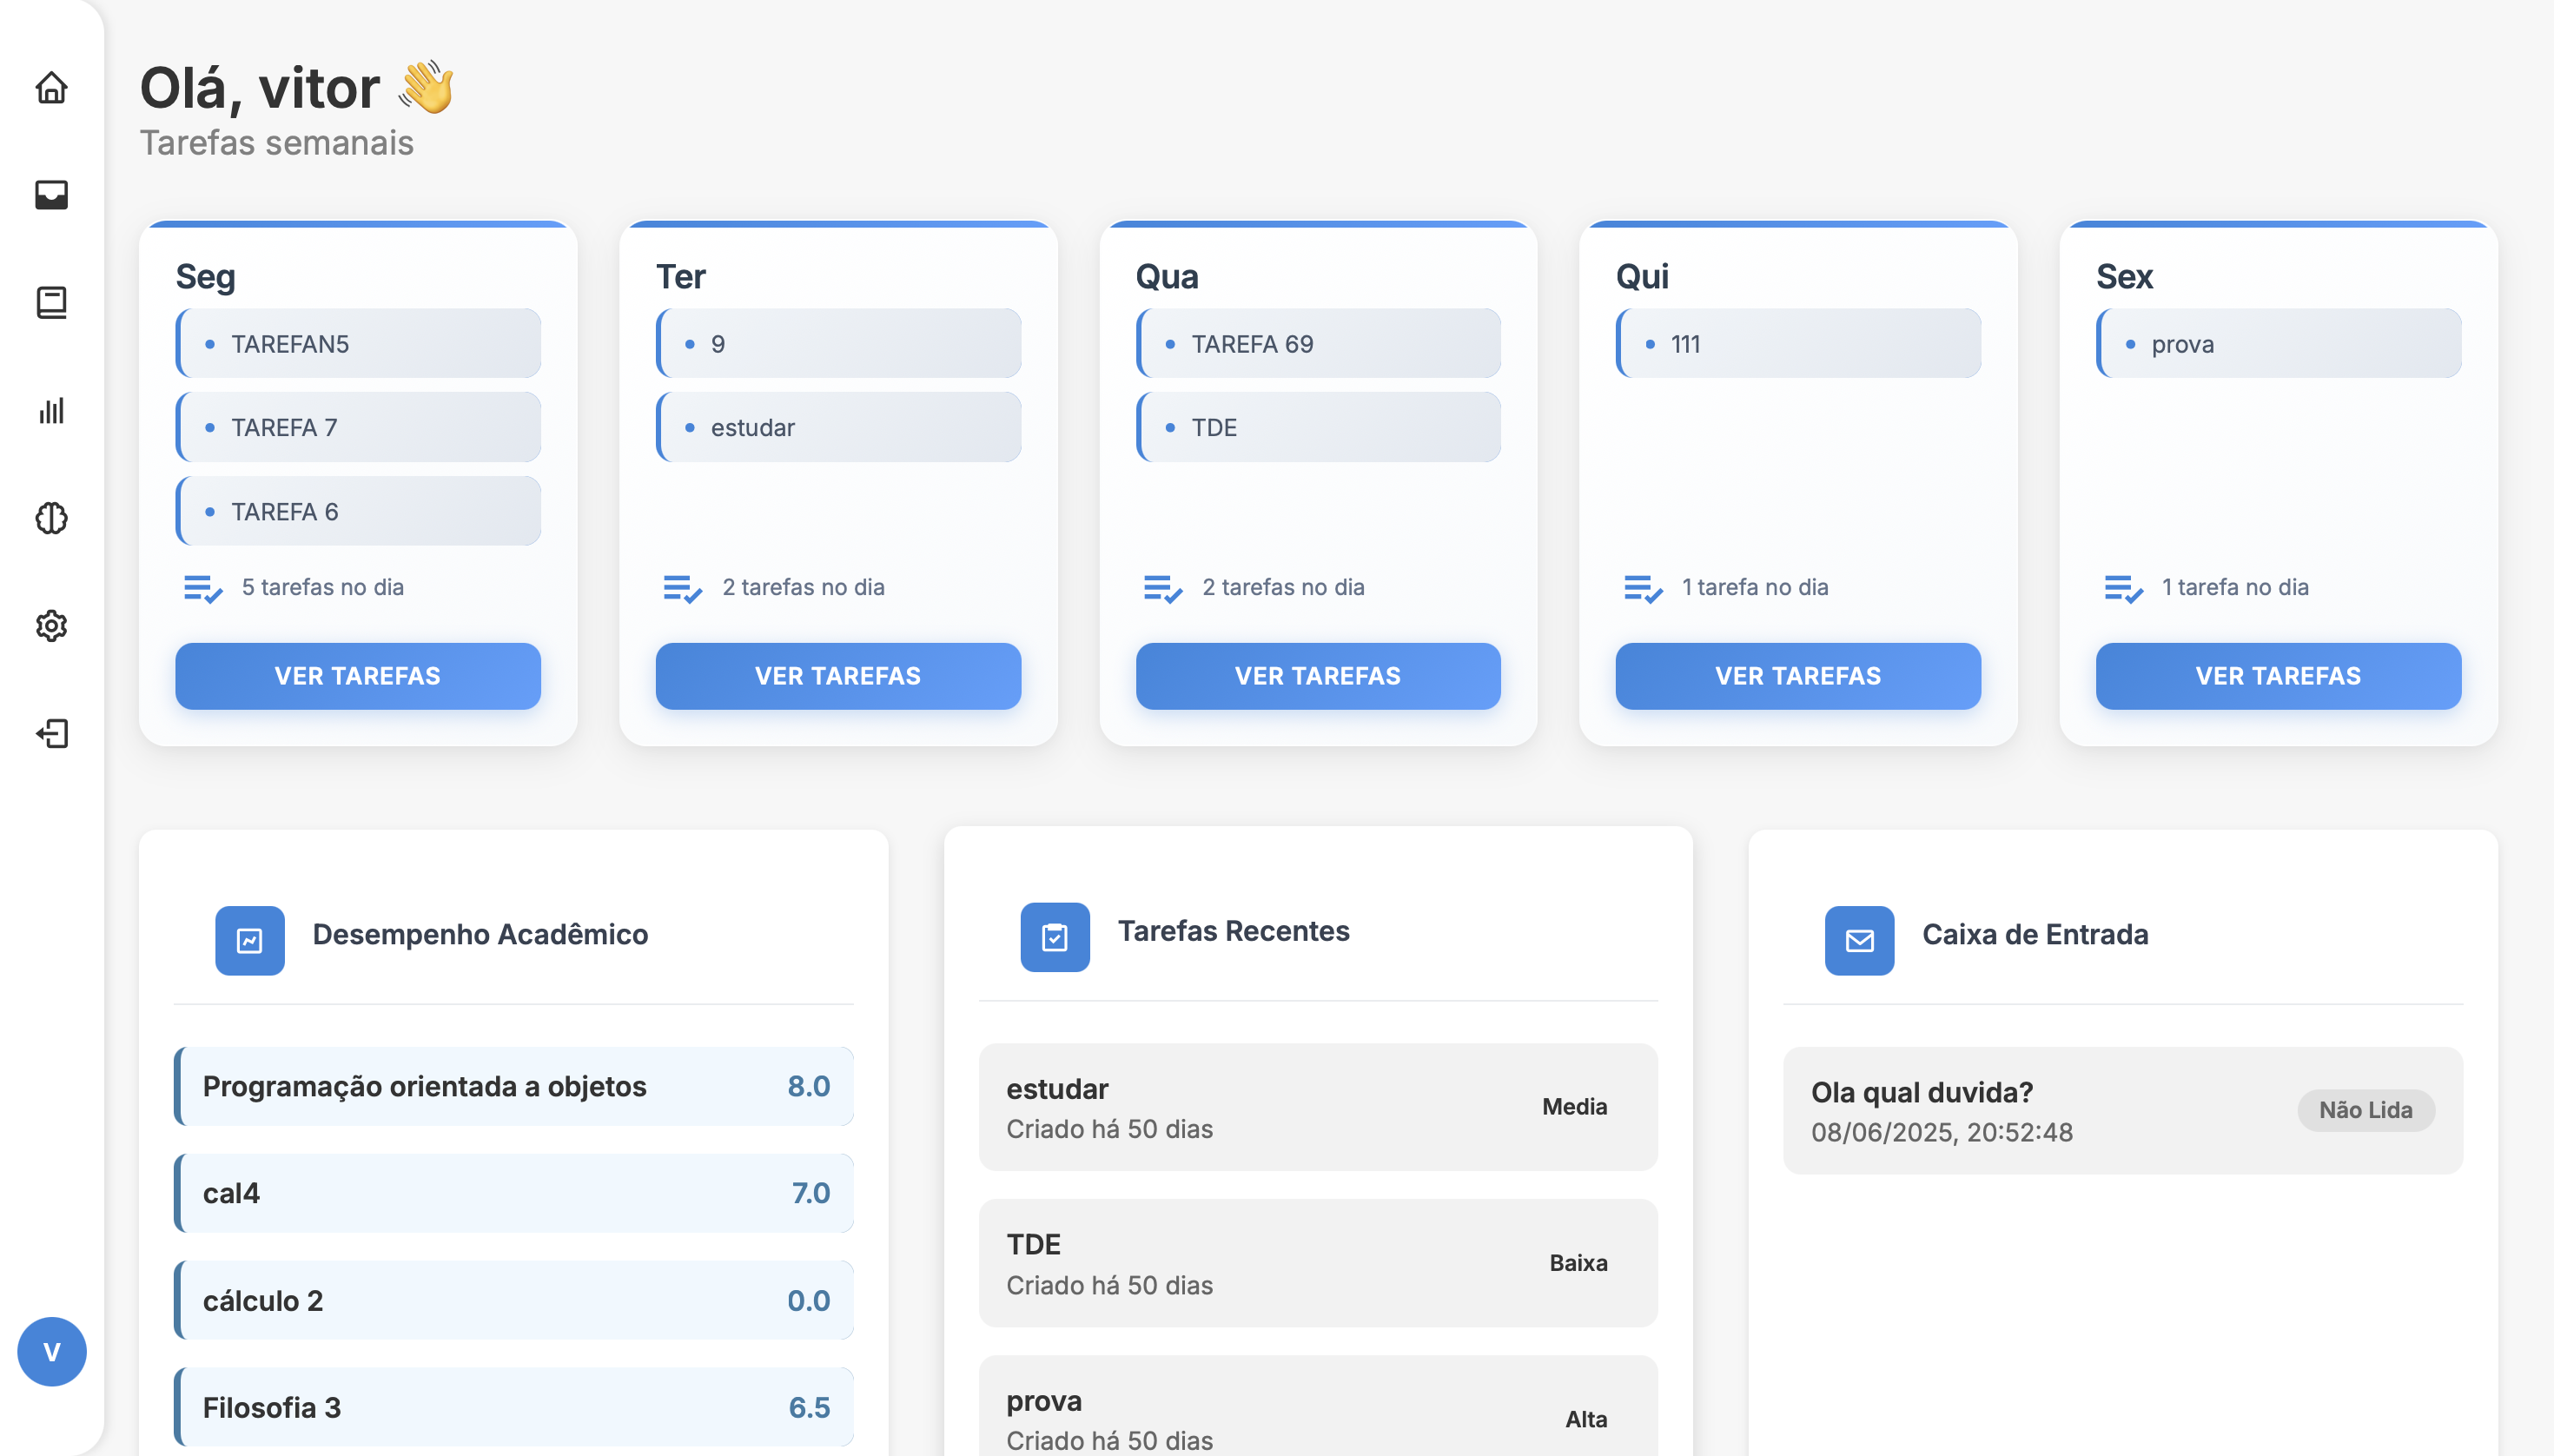 Olá, vitor 👋
Tarefas semanais
Seg
TAREFAN5
TAREFA 7
TAREFA 6
5 tarefas no dia
VER TAREFAS
Ter
9
estudar
2 tarefas no dia
VER TAREFAS
Qua
TAREFA 69
TDE
2 tarefas no dia
VER TAREFAS
Qui
111
1 tarefa no dia
VER TAREFAS
Sex
prova
1 tarefa no dia
VER TAREFAS
Desempenho Acadêmico
Programação orientada a objetos 8.0
cal4 7.0
cálculo 2 0.0
Filosofia 3 6.5
Tarefas Recentes
estudar
Criado há 50 dias
Media
TDE
Criado há 50 dias
Baixa
prova
Criado há 50 dias
Alta
Caixa de Entrada
Ola qual duvida?
08/06/2025, 20:52:48
Não Lida
V